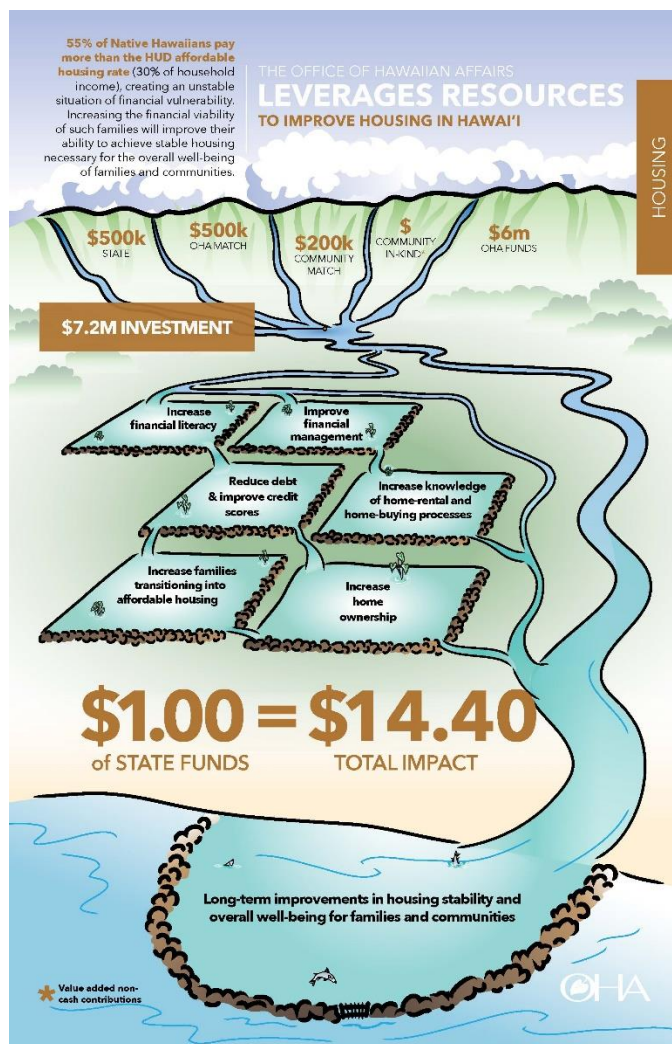 55% of Native Hawaiians pay
more than the HUD affordable
housing rate (30% of household
income), creating an unstable
situation of financial vulnerability.
Increasing the financial viability
of such families will improve their
ability to achieve stable housing
necessary for the overall well-being
of families and communities.
THE OFFICE OF HAWAIIAN AFFAIRS
LEVERAGES RESOURCES
TO IMPROVE HOUSING IN HAWAI‘I
HOUSING
$500k
STATE
$500k
OHA MATCH
$200k
COMMUNITY
MATCH
$
COMMUNITY
IN-KIND*
$6m
OHA FUNDS
$7.2M INVESTMENT
Increase
financial literacy
Improve
financial
management
Reduce debt
& improve credit
scores
Increase knowledge
of home-rental and
home-buying processes
Increase families
transitioning into
affordable housing
Increase
home
ownership
$1.00 = $14.40
of STATE FUNDS TOTAL IMPACT
Long-term improvements in housing stability and
overall well-being for families and communities
* Value added non-
cash contributions
OHA